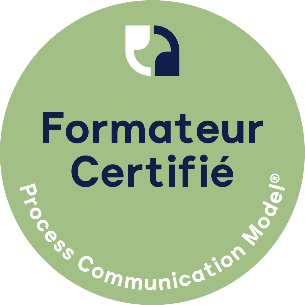 Formateur
Certifié
Process Communication Model®